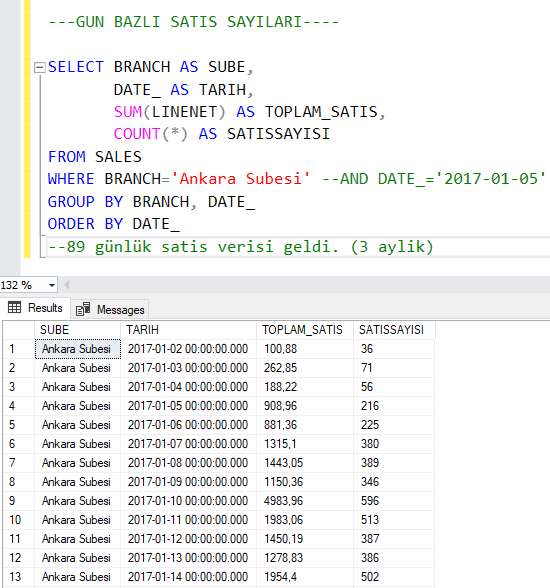 ---GUN BAZLI SATIS SAYILARI----
SELECT BRANCH AS SUBE,
DATE_ AS TARIH,
SUM(LINENET) AS TOPLAM_SATIS,
COUNT(*) AS SATISSAYISI
FROM SALES
WHERE BRANCH='Ankara Subesi' --AND DATE_='2017-01-05'
GROUP BY BRANCH, DATE_
ORDER BY DATE_
--89 günlük satis verisi geldi. (3 aylik)
132 %
Results Messages
SUBE TARIH TOPLAM_SATIS SATISSAYISI
1 Ankara Subesi 2017-01-02 00:00:00.000 100,88 36
2 Ankara Subesi 2017-01-03 00:00:00.000 262,85 71
3 Ankara Subesi 2017-01-04 00:00:00.000 188,22 56
4 Ankara Subesi 2017-01-05 00:00:00.000 908,96 216
5 Ankara Subesi 2017-01-06 00:00:00.000 881,36 225
6 Ankara Subesi 2017-01-07 00:00:00.000 1315,1 380
7 Ankara Subesi 2017-01-08 00:00:00.000 1443,05 389
8 Ankara Subesi 2017-01-09 00:00:00.000 1150,36 346
9 Ankara Subesi 2017-01-10 00:00:00.000 4983,96 596
10 Ankara Subesi 2017-01-11 00:00:00.000 1983,06 513
11 Ankara Subesi 2017-01-12 00:00:00.000 1450,19 387
12 Ankara Subesi 2017-01-13 00:00:00.000 1278,83 386
13 Ankara Subesi 2017-01-14 00:00:00.000 1954,4 502